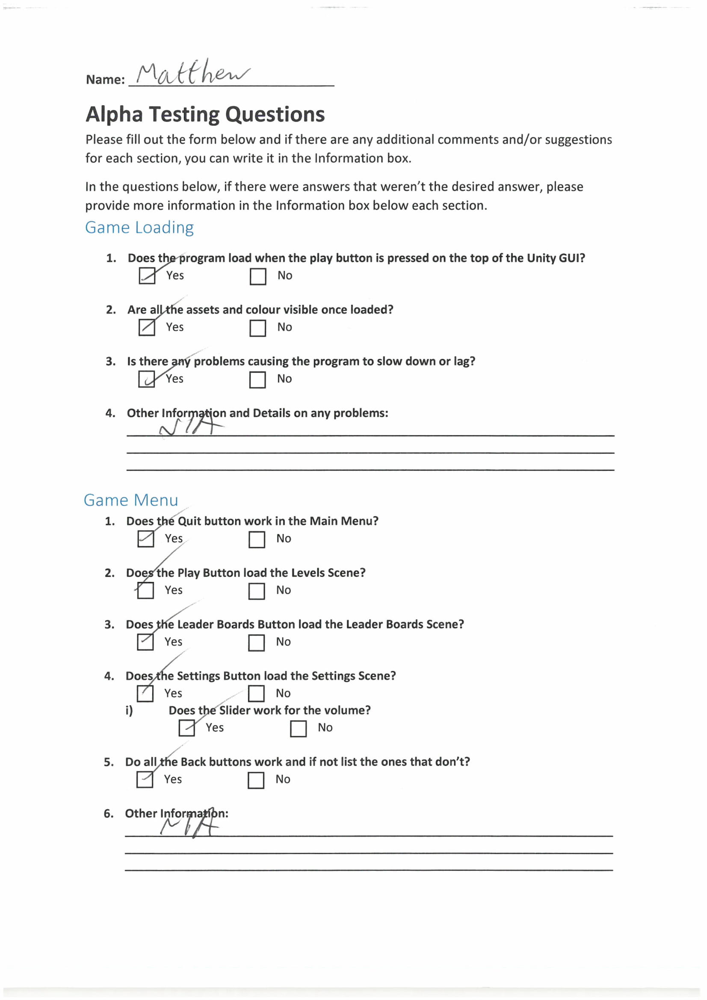 Name: Matthew
Alpha Testing Questions
Please fill out the form below and if there are any additional comments and/or suggestions
for each section, you can write it in the Information box.
In the questions below, if there were answers that weren't the desired answer, please
provide more information in the Information box below each section.
Game Loading
1. Does the program load when the play button is pressed on the top of the Unity GUI?
Yes No
2. Are all the assets and colour visible once loaded?
Yes No
3. Is there any problems causing the program to slow down or lag?
Yes No
4. Other Information and Details on any problems:
N/A
Game Menu
1. Does the Quit button work in the Main Menu?
Yes No
2. Does the Play Button load the Levels Scene?
Yes No
3. Does the Leader Boards Button load the Leader Boards Scene?
Yes No
4. Does the Settings Button load the Settings Scene?
Yes No
i) Does the Slider work for the volume?
Yes No
5. Do all the Back buttons work and if not list the ones that don't?
Yes No
6. Other Information:
N/A